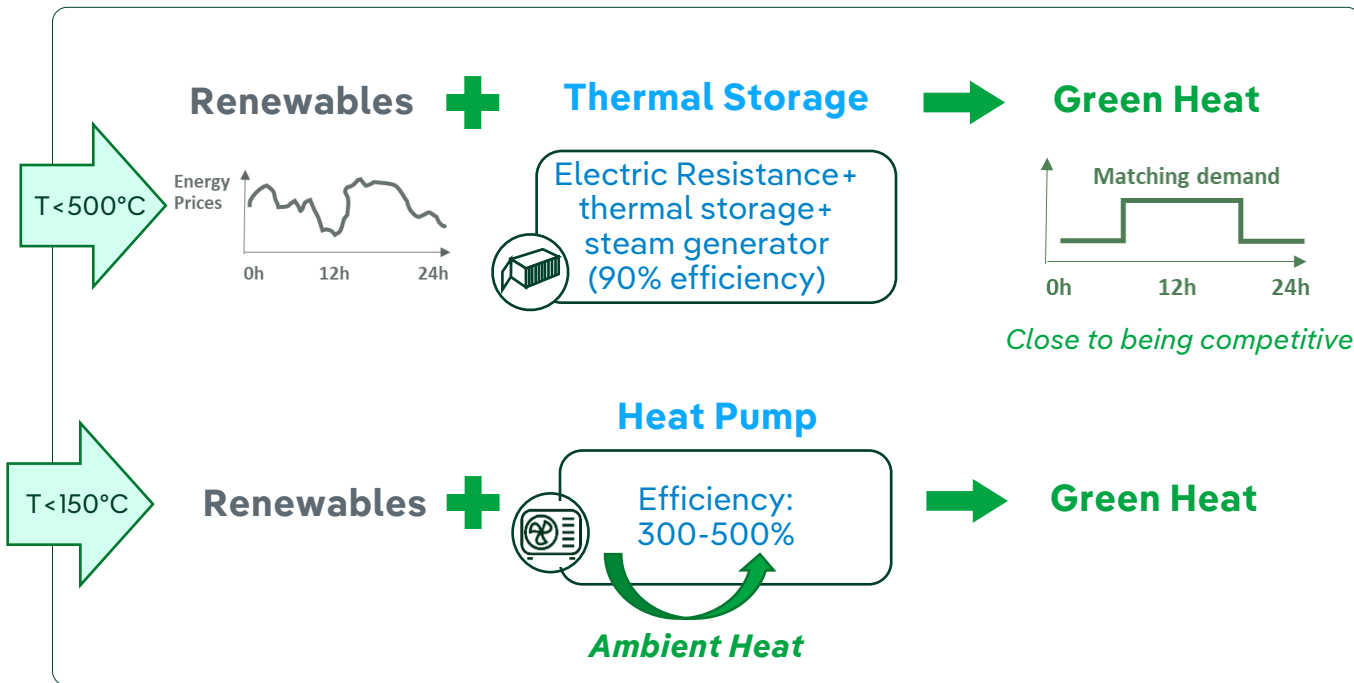 Renewables
Thermal Storage
Green Heat
T<500°C
Energy
Prices
0h
12h
24h
Electric Resistance+
thermal storage+
steam generator
(90% efficiency)
Matching demand
0h
12h
24h
Close to being competitive
Heat Pump
T<150°C
Renewables
Efficiency:
300-500%
Green Heat
Ambient Heat